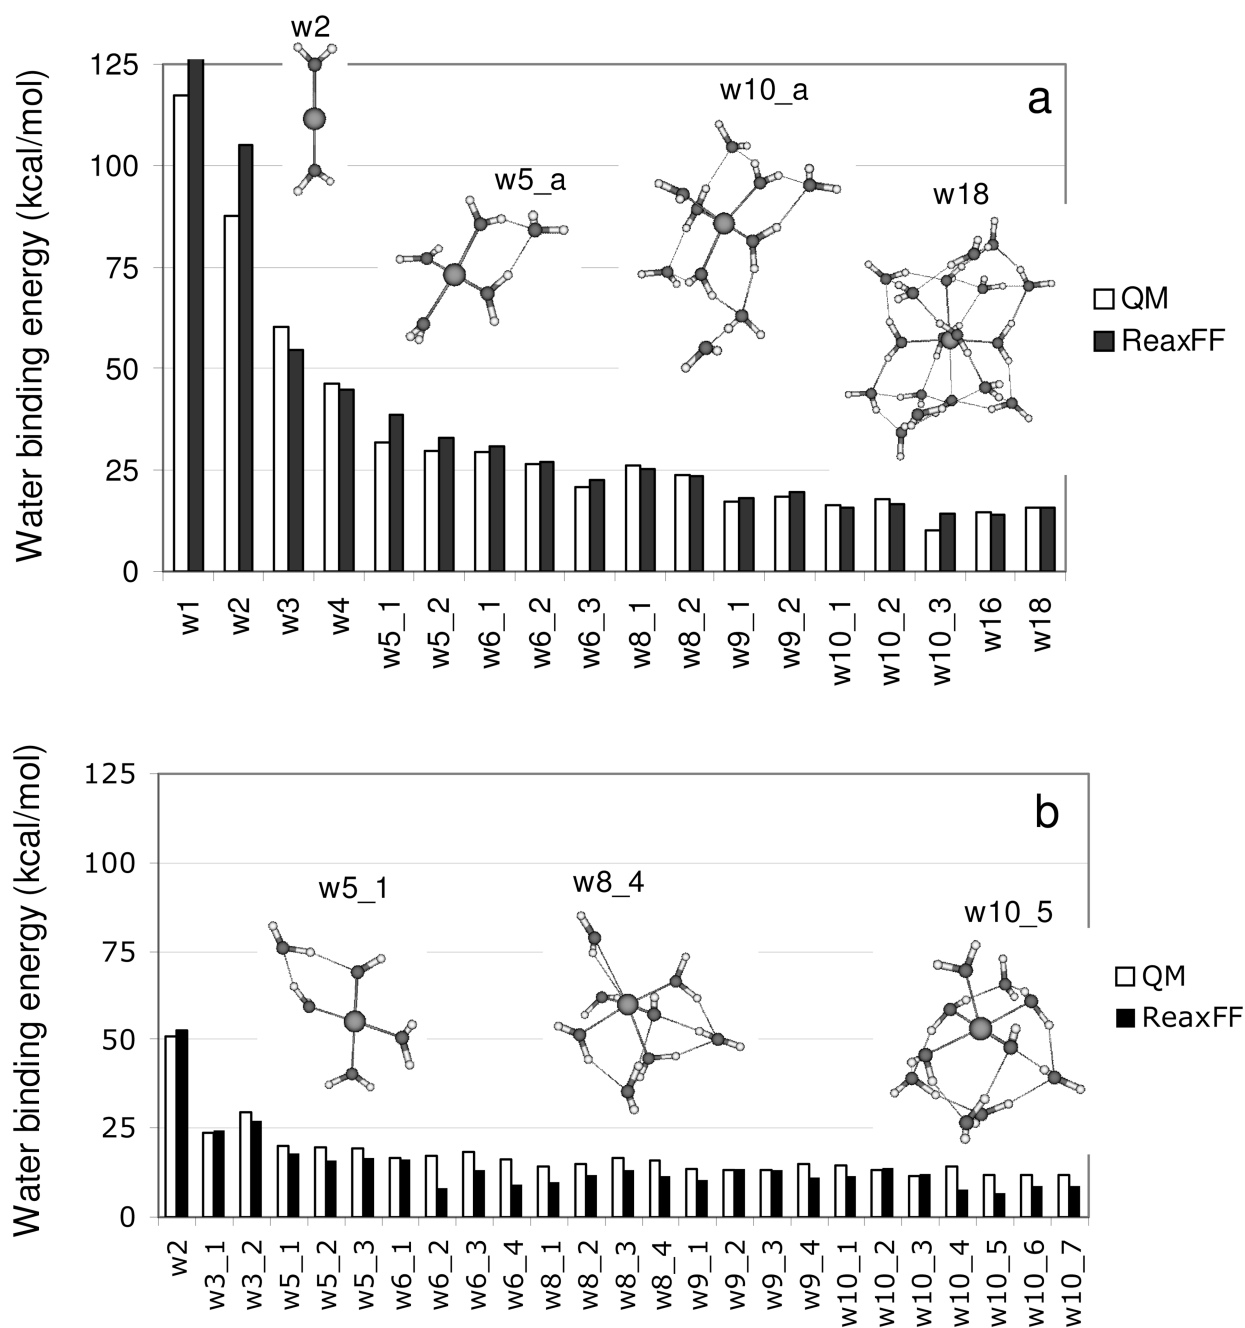 w2
125
a
w10_a
100
w5_a
w18
75
QM
ReaxFF
50
25
0
Water binding energy (kcal/mol)
w1
w2
w3
w4
w5_1
w5_2
w6_1
w6_2
w6_3
w8_1
w8_2
w9_1
w9_2
w10_1
w10_2
w10_3
w16
w18
125
b
100
w5_1
w8_4
w10_5
75
QM
ReaxFF
50
25
0
Water binding energy (kcal/mol)
w2
w3_1
w3_2
w5_1
w5_2
w5_3
w6_1
w6_2
w6_3
w6_4
w8_1
w8_2
w8_3
w8_4
w9_1
w9_2
w9_3
w9_4
w10_1
w10_2
w10_3
w10_4
w10_5
w10_6
w10_7